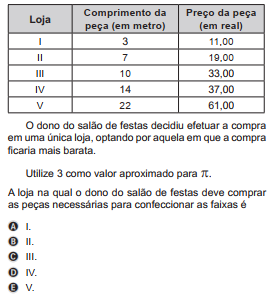 Loja Comprimento da peça (em metro) Preço da peça (em real)
I 3 11,00
II 7 19,00
III 10 33,00
IV 14 37,00
V 22 61,00
O dono do salão de festas decidiu efetuar a compra
em uma única loja, optando por aquela em que a compra
ficaria mais barata.
Utilize 3 como valor aproximado para π.
A loja na qual o dono do salão de festas deve comprar
as peças necessárias para confeccionar as faixas é
A I.
B II.
C III.
D IV.
E V.